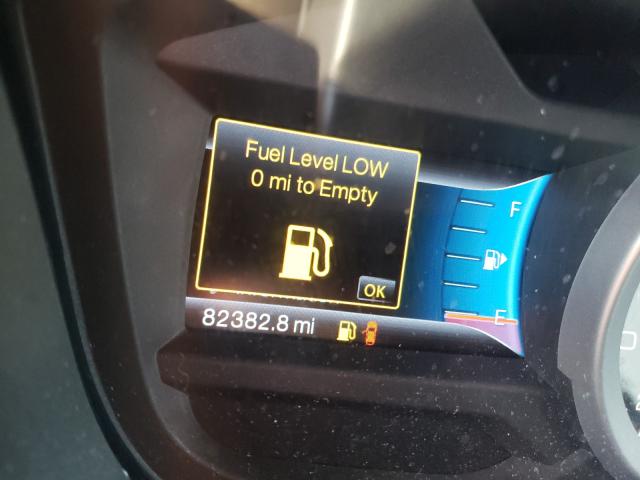 Fuel Level LOW
0 mi to Empty
OK
F
E
82382.8 mi